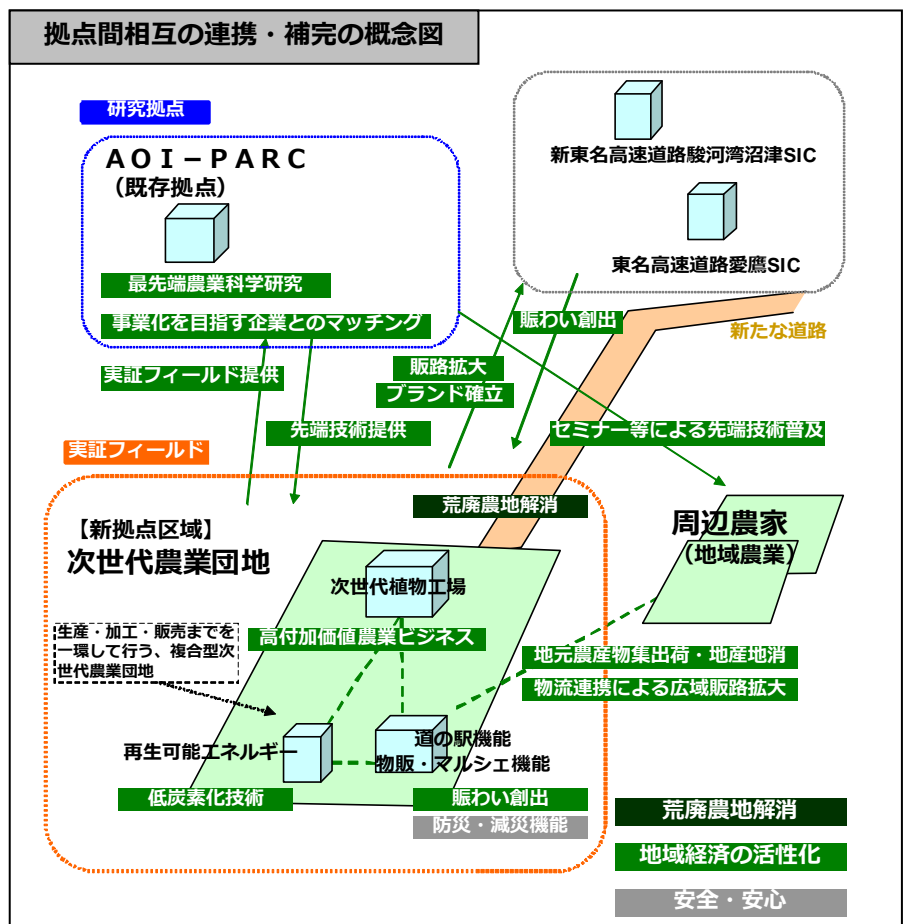 拠点間相互の連携・補完の概念図
研究拠点
ＡＯＩ－ＰＡＲＣ
（既存拠点）
最先端農業科学研究
事業化を目指す企業とのマッチング
新東名高速道路駿河湾沼津SIC
東名高速道路愛鷹SIC
新たな道路
賑わい創出
販路拡大
ブランド確立
実証フィールド提供
先端技術提供
セミナー等による先端技術普及
実証フィールド
荒廃農地解消
【新拠点区域】
次世代農業団地
周辺農家
（地域農業）
次世代植物工場
高付加価値農業ビジネス
生産・加工・販売までを
一環して行う、複合型次
世代農業団地
地元農産物集出荷・地産地消
物流連携による広域販路拡大
再生可能エネルギー
道の駅機能
物販・マルシェ機能
低炭素化技術
賑わい創出
防災・減災機能
荒廃農地解消
地域経済の活性化
安全・安心